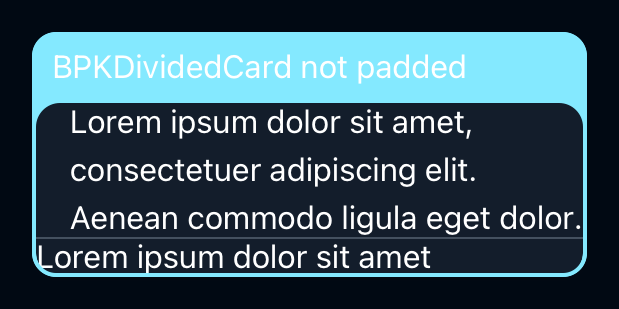 BPKDividedCard not padded
Lorem ipsum dolor sit amet,
consectetuer adipiscing elit.
Aenean commodo ligula eget dolor.
Lorem ipsum dolor sit amet